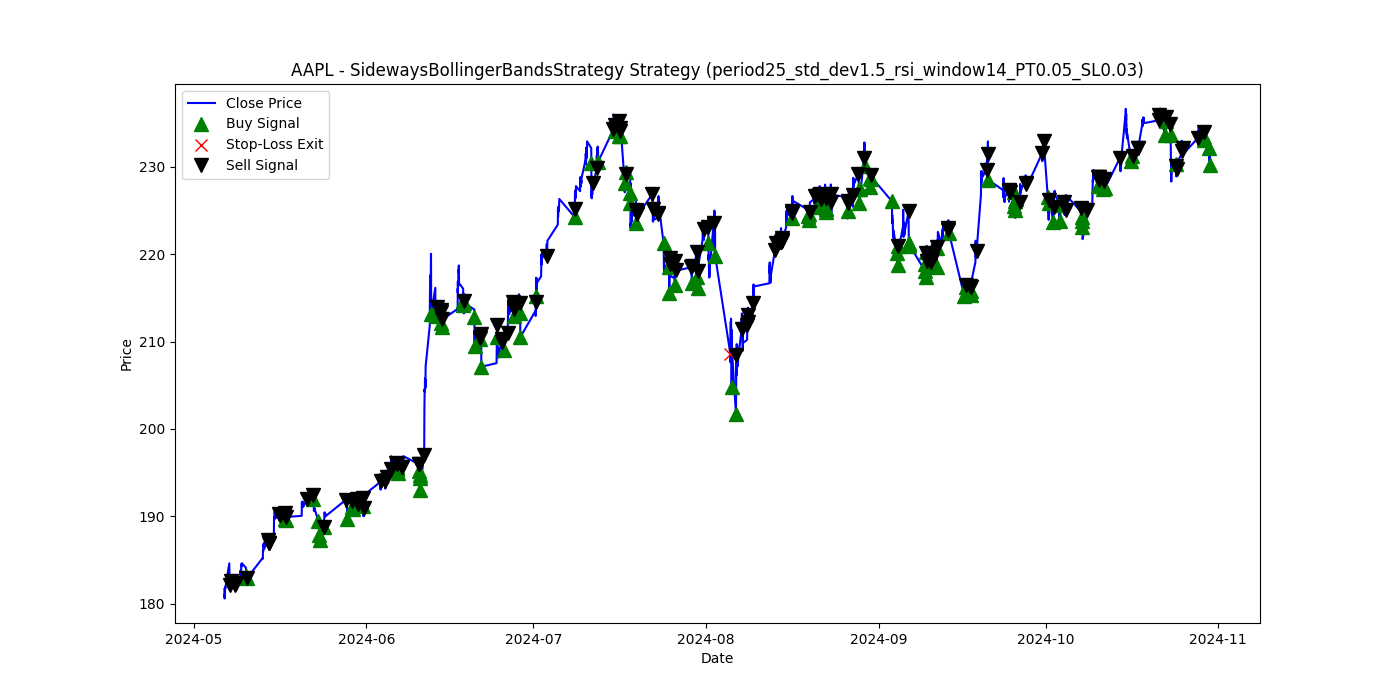 AAPL - SidewaysBollingerBandsStrategy Strategy (period25_std_dev1.5_rsi_window14_PT0.05_SL0.03)
Close Price
Buy Signal
Stop-Loss Exit
Sell Signal
230
220
210
200
190
180
Price
2024-05 2024-06 2024-07 2024-08 2024-09 2024-10 2024-11
Date